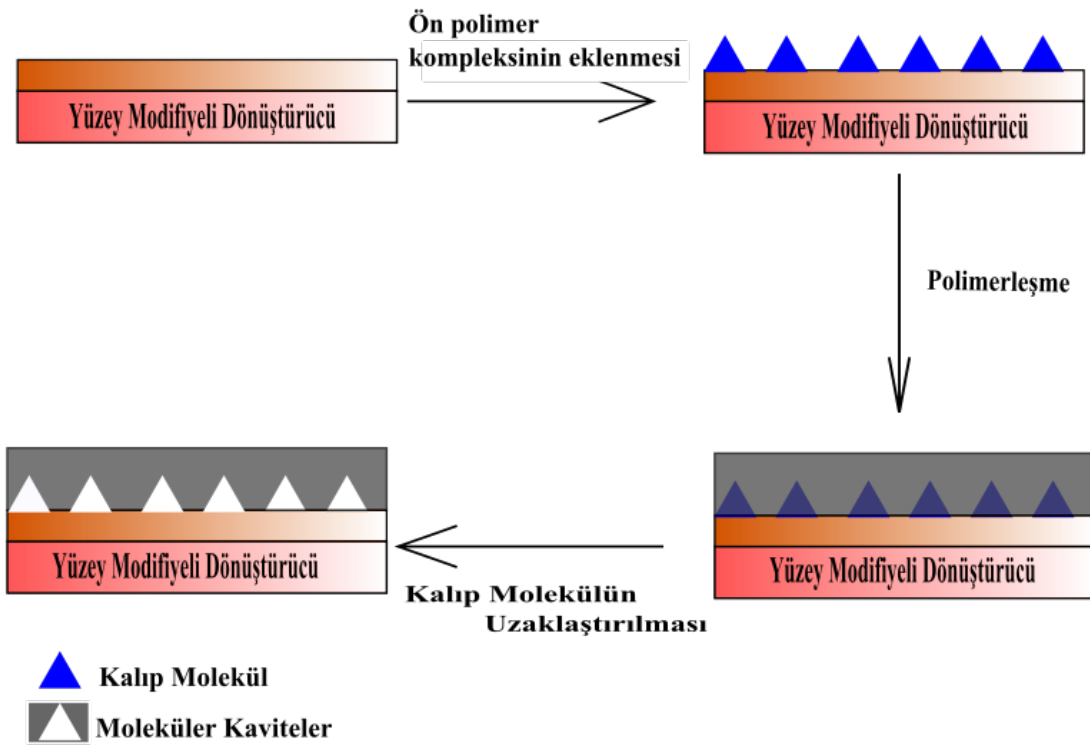 Ön polimer
kompleksinin eklenmesi
Yüzey Modifiyeli Dönüştürücü
Yüzey Modifiyeli Dönüştürücü
Polimerleşme
Yüzey Modifiyeli Dönüştürücü
Yüzey Modifiyeli Dönüştürücü
Kalıp Molekülün
Uzaklaştırılması
Kalıp Molekül
Moleküler Kaviteler